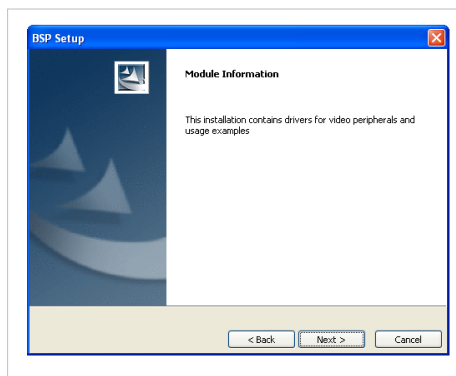 BSP Setup
Module Information
This installation contains drivers for video peripherals and
usage examples
< Back
Next >
Cancel